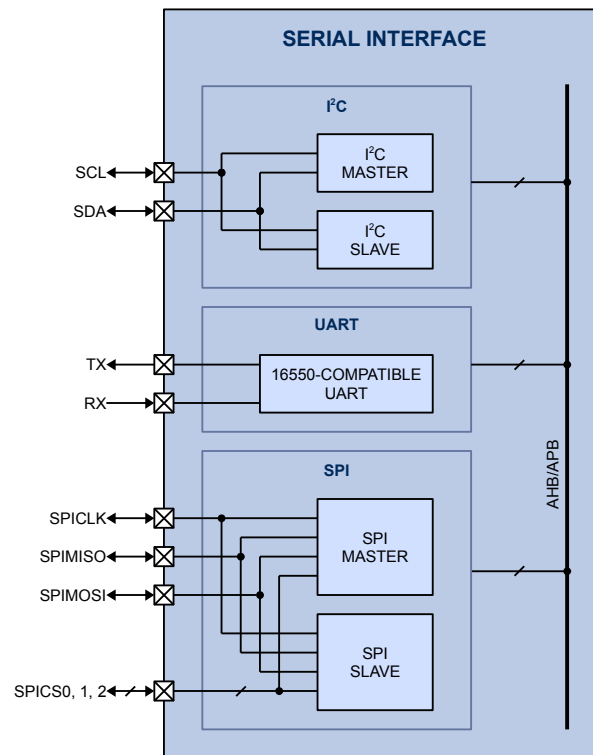 SERIAL INTERFACE
I²C
I²C
MASTER
SCL
SDA
I²C
SLAVE
UART
TX
16550-COMPATIBLE
UART
RX
AHB/APB
SPI
SPICLK
SPI
MASTER
SPIMISO
SPIMOSI
SPI
SLAVE
SPICS0, 1, 2